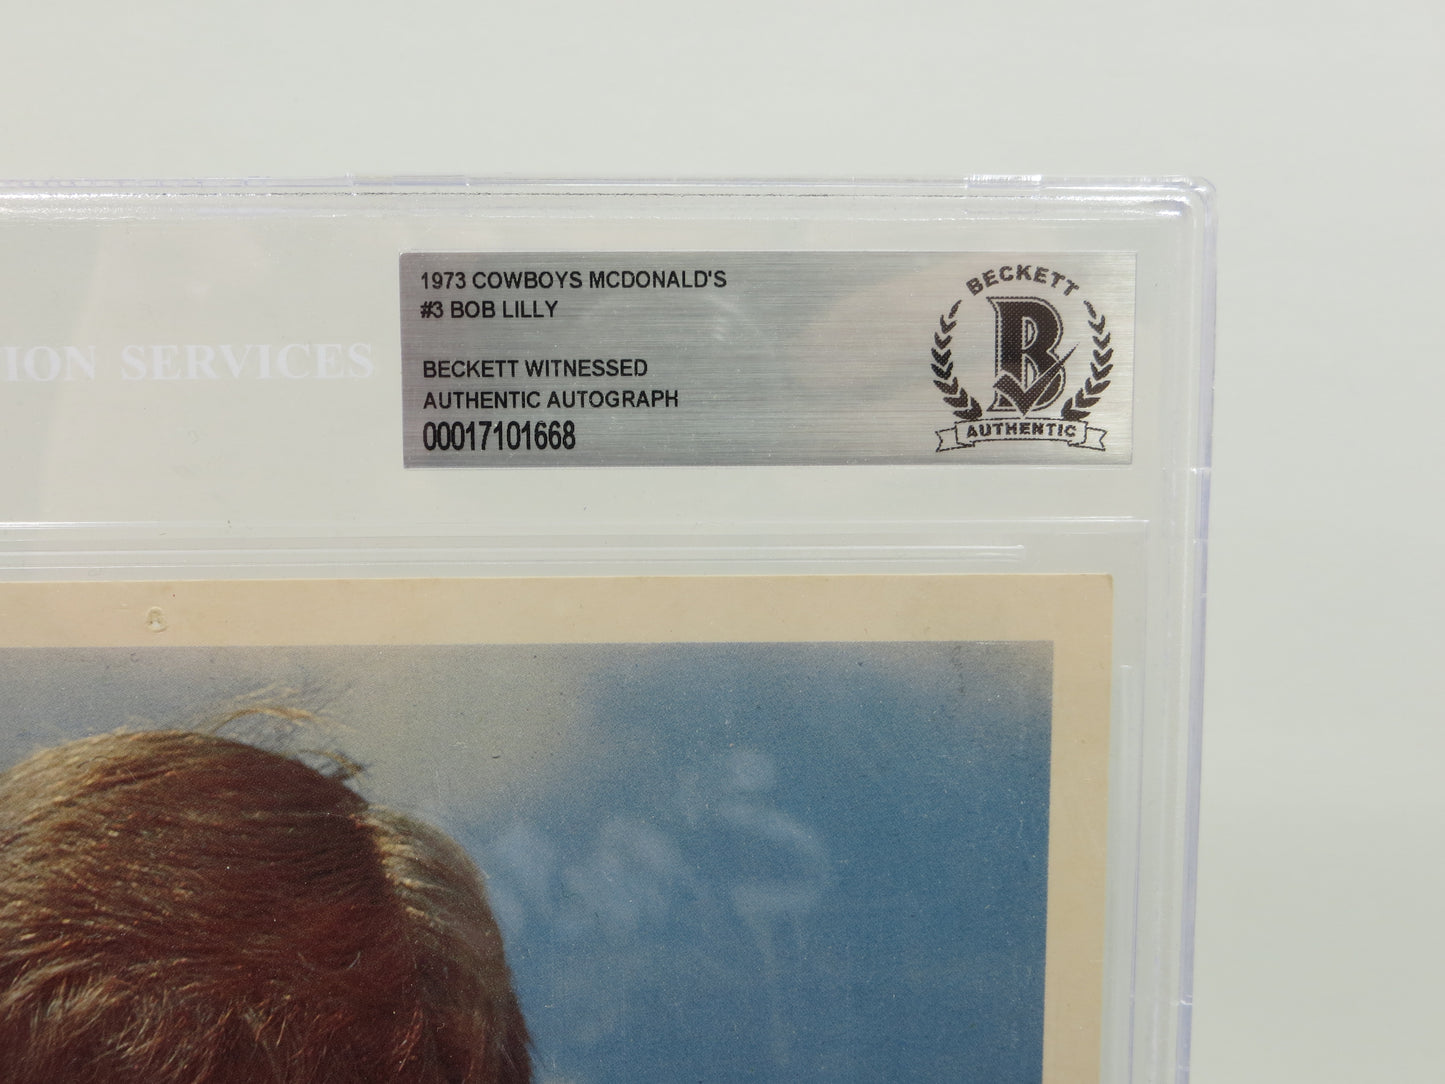 1973 COWBOYS MCDONALD'S
#3 BOB LILLY
BECKETT WITNESSED
AUTHENTIC AUTOGRAPH
00017101668
BECKETT
B
AUTHENTIC
ION SERVICES